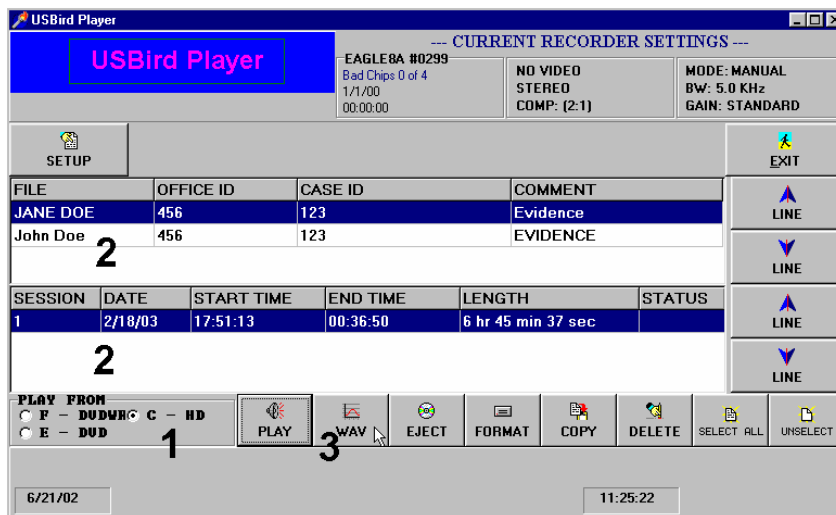 USBird Player
USBird Player
--- CURRENT RECORDER SETTINGS ---
EAGLE8A #0299
Bad Chips 0 of 4
1/1/00
00:00:00
NO VIDEO
STEREO
COMP: (2:1)
MODE: MANUAL
BW: 5.0 KHz
GAIN: STANDARD
SETUP
EXIT
FILE OFFICE ID CASE ID COMMENT
JANE DOE 456 123 Evidence
John Doe 456 123 EVIDENCE
2
LINE
LINE
SESSION DATE START TIME END TIME LENGTH STATUS
1 2/18/03 17:51:13 00:36:50 6 hr 45 min 37 sec
2
LINE
LINE
PLAY FROM
F - DVDWR C - HD
E - DVD
1
PLAY
3
WAV
EJECT
FORMAT
COPY
DELETE
SELECT ALL
UNSELECT
6/21/02
11:25:22